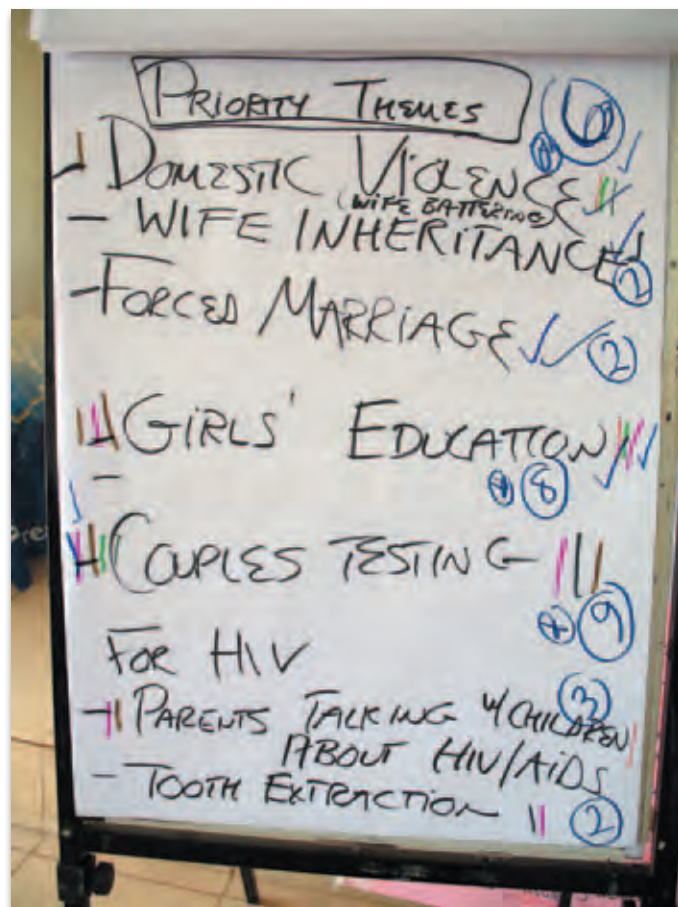 PRIORITY THEMES
6
- DOMESTIC VIOLENCE
(WIFE BATTERING)
- WIFE INHERITANCE
2
- FORCED MARRIAGE 2
GIRLS' EDUCATION
- 8
COUPLES TESTING
9
FOR HIV
3
- PARENTS TALKING W/ CHILDREN
ABOUT HIV/AIDS
- TOOTH EXTRACTION 2